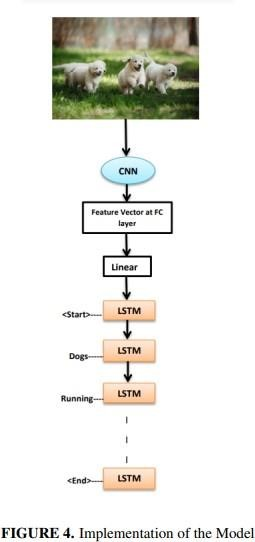 CNN
Feature Vector at FC
layer
Linear
<Start>---- LSTM
Dogs---- LSTM
Running--- LSTM
<End>---- LSTM
FIGURE 4. Implementation of the Model